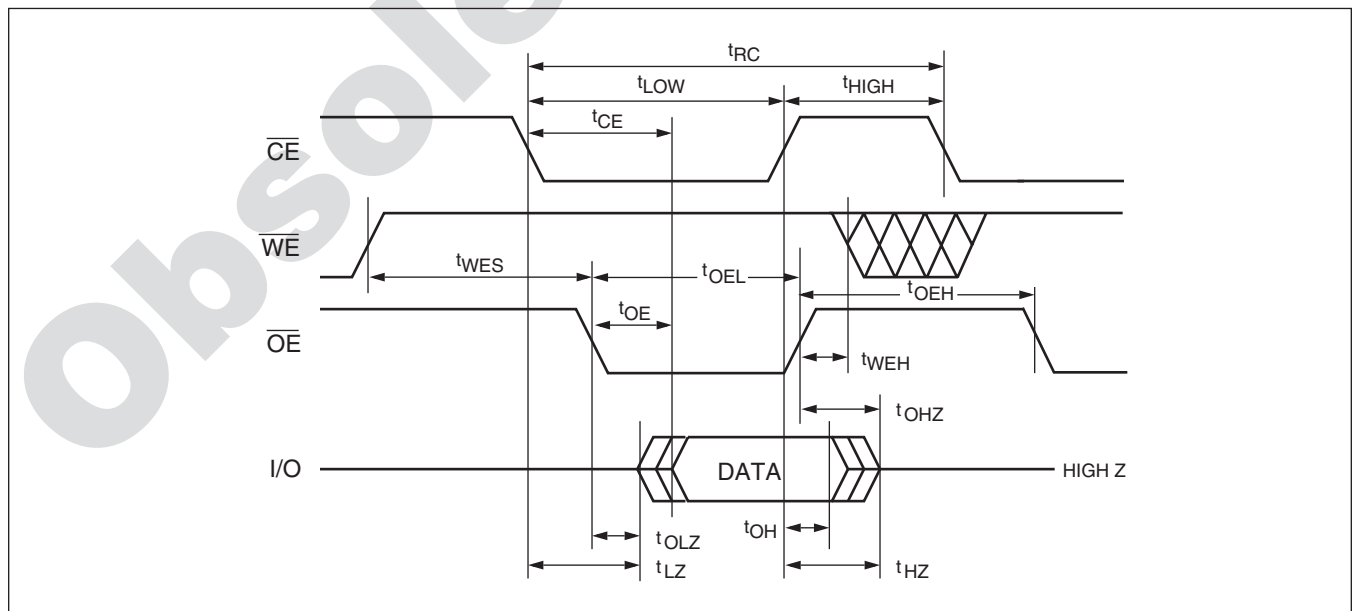 Obsole
tRC
tLOW
tHIGH
tCE
CE
WE
tWES
tOEL
tOEH
tOE
OE
tWEH
tOHZ
I/O
DATA
HIGH Z
tOLZ
tOH
tLZ
tHZ